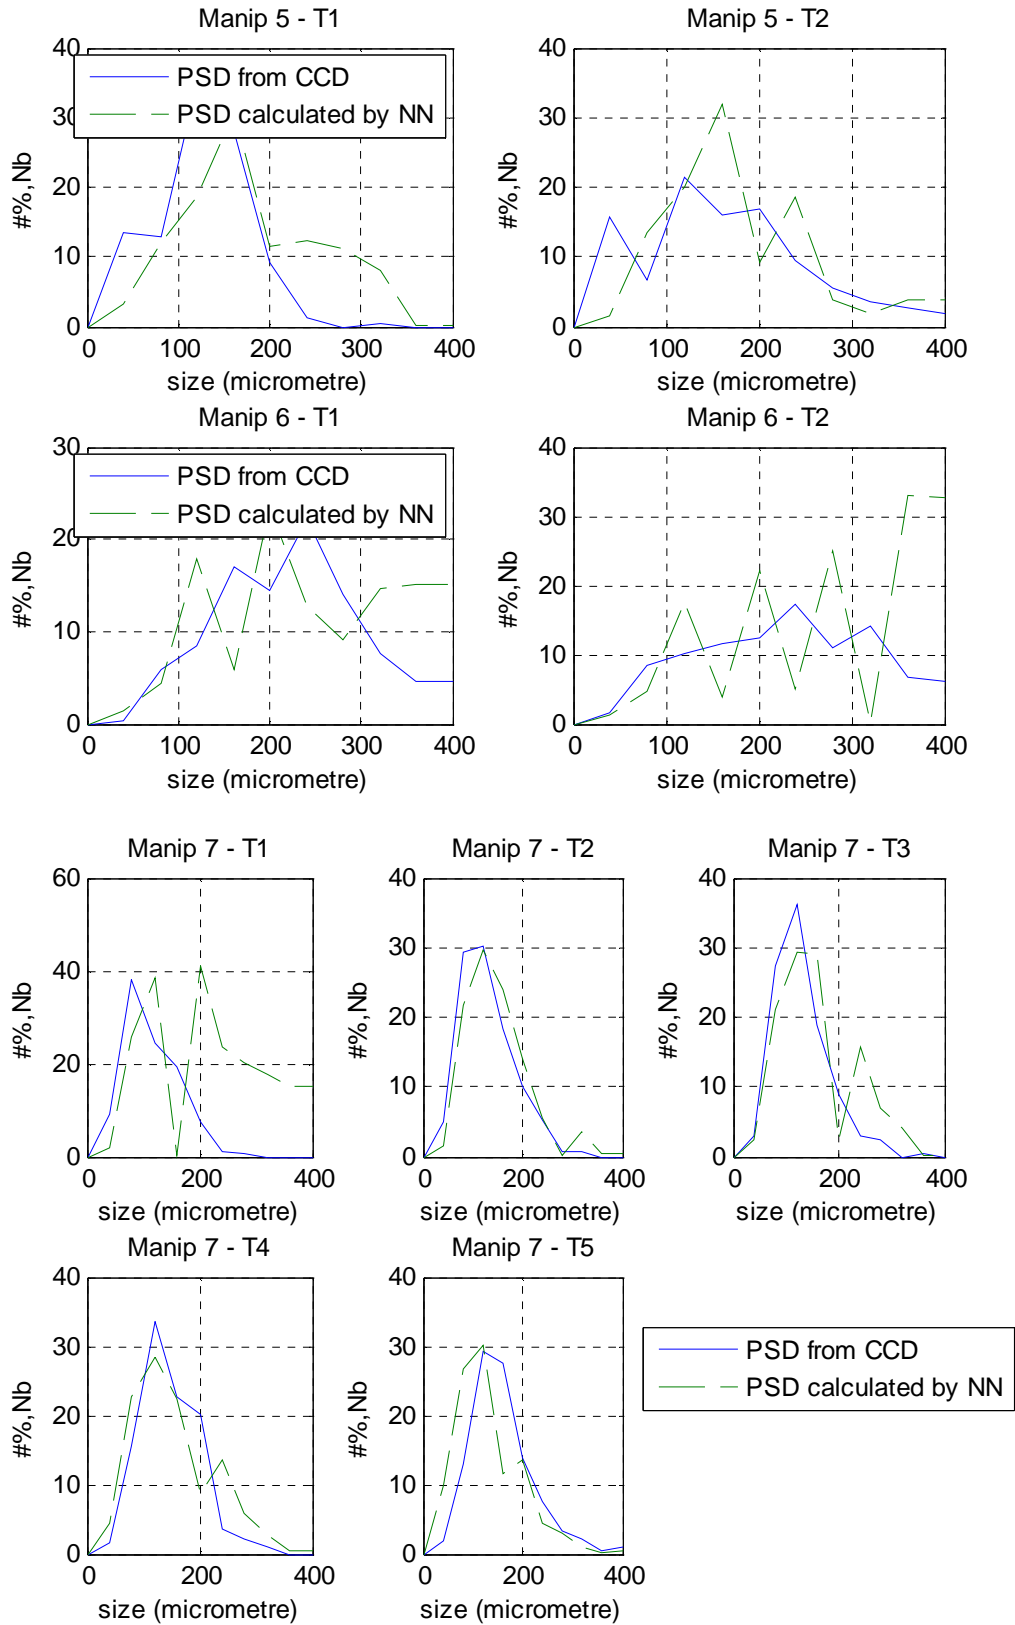 Manip 5 - T1
40
30
20
10
0
#%,Nb
PSD from CCD
PSD calculated by NN
0 100 200 300 400
size (micrometre)
Manip 5 - T2
40
30
20
10
0
#%,Nb
0 100 200 300 400
size (micrometre)
Manip 6 - T1
30
20
10
0
#%,Nb
PSD from CCD
PSD calculated by NN
0 100 200 300 400
size (micrometre)
Manip 6 - T2
40
30
20
10
0
#%,Nb
0 100 200 300 400
size (micrometre)
Manip 7 - T1
60
40
20
0
#%,Nb
0 200 400
size (micrometre)
Manip 7 - T2
40
30
20
10
0
#%,Nb
0 200 400
size (micrometre)
Manip 7 - T3
40
30
20
10
0
#%,Nb
0 200 400
size (micrometre)
Manip 7 - T4
40
30
20
10
0
#%,Nb
0 200 400
size (micrometre)
Manip 7 - T5
40
30
20
10
0
#%,Nb
0 200 400
size (micrometre)
PSD from CCD
PSD calculated by NN